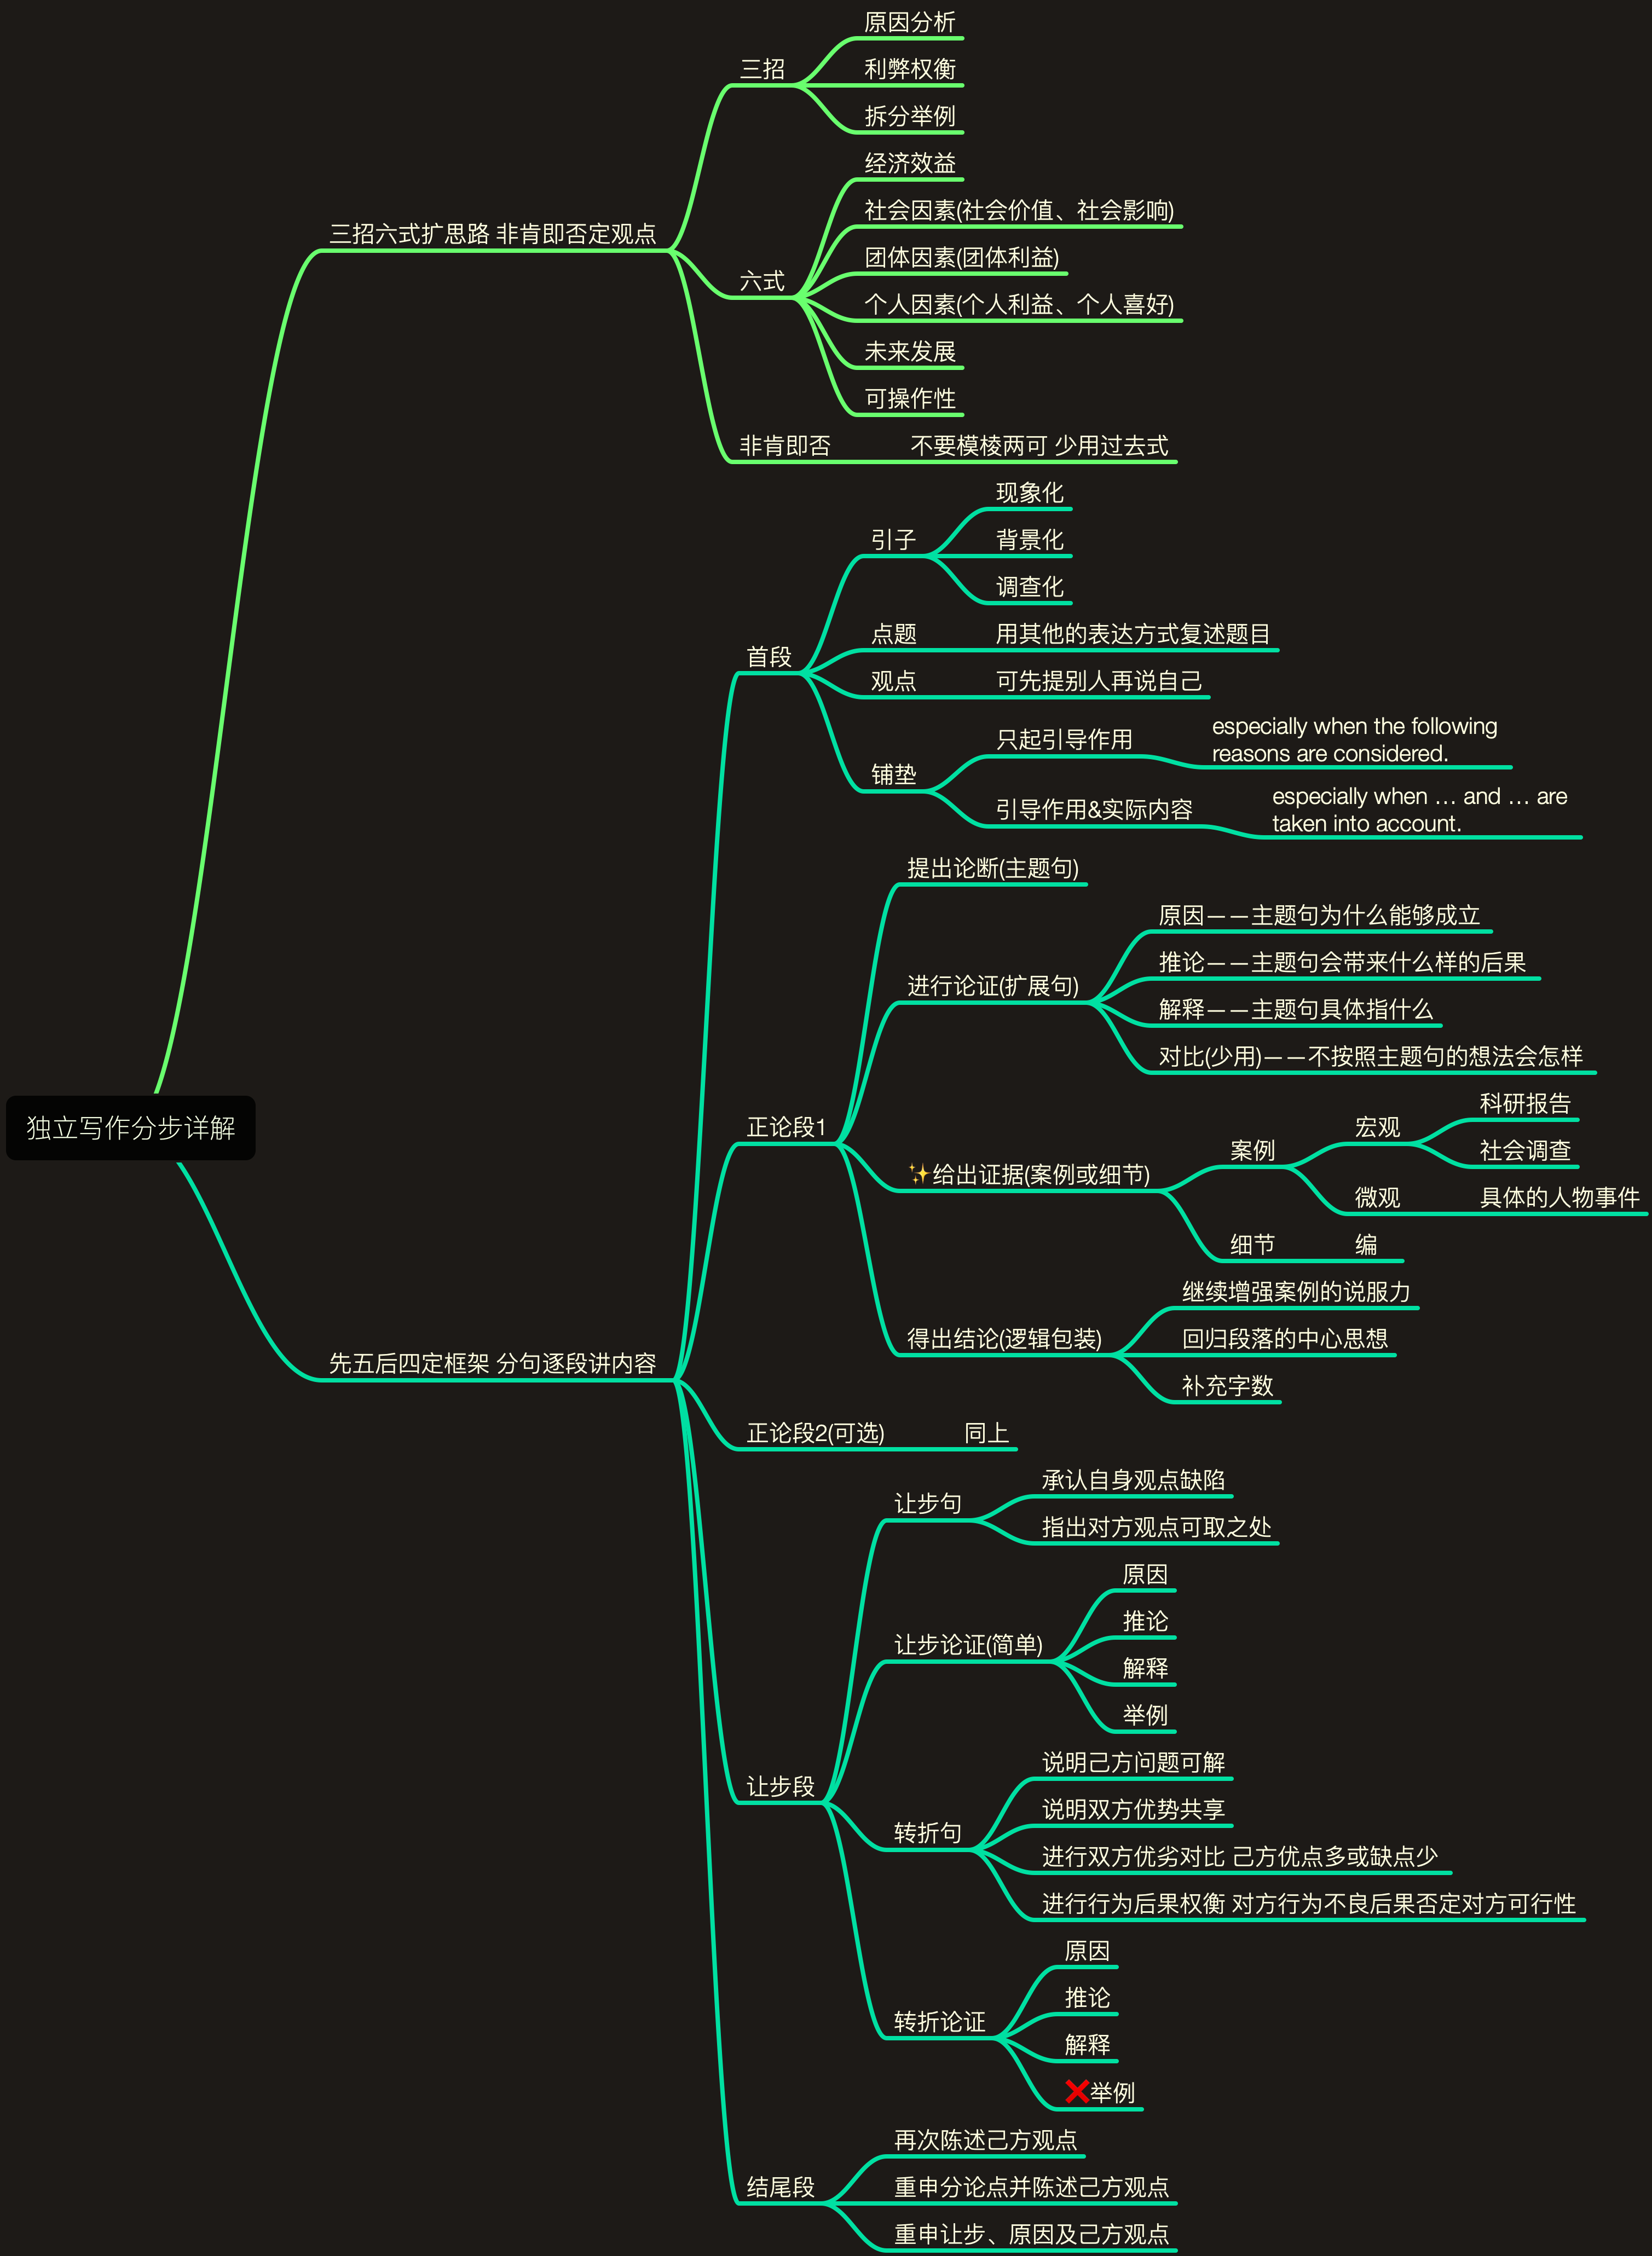 独立写作分步详解
三招六式扩思路 非肯即否定观点
三招
原因分析
利弊权衡
拆分举例
六式
经济效益
社会因素(社会价值、社会影响)
团体因素(团体利益)
个人因素(个人利益、个人喜好)
未来发展
可操作性
非肯即否
不要模棱两可 少用过去式
先五后四定框架 分句逐段讲内容
首段
引子
现象化
背景化
调查化
点题
用其他的表达方式复述题目
观点
可先提别人再说自己
铺垫
只起引导作用
especially when the following
reasons are considered.
引导作用&实际内容
especially when … and … are
taken into account.
正论段1
提出论断(主题句)
进行论证(扩展句)
原因——主题句为什么能够成立
推论——主题句会带来什么样的后果
解释——主题句具体指什么
对比(少用)——不按照主题句的想法会怎样
✨给出证据(案例或细节)
案例
宏观
科研报告
社会调查
微观
具体的人物事件
细节
编
得出结论(逻辑包装)
继续增强案例的说服力
回归段落的中心思想
补充字数
正论段2(可选)
同上
让步段
让步句
承认自身观点缺陷
指出对方观点可取之处
让步论证(简单)
原因
推论
解释
举例
转折句
说明己方问题可解
说明双方优势共享
进行双方优劣对比 己方优点多或缺点少
进行行为后果权衡 对方行为不良后果否定对方可行性
转折论证
原因
推论
解释
❌举例
结尾段
再次陈述己方观点
重申分论点并陈述己方观点
重申让步、原因及己方观点